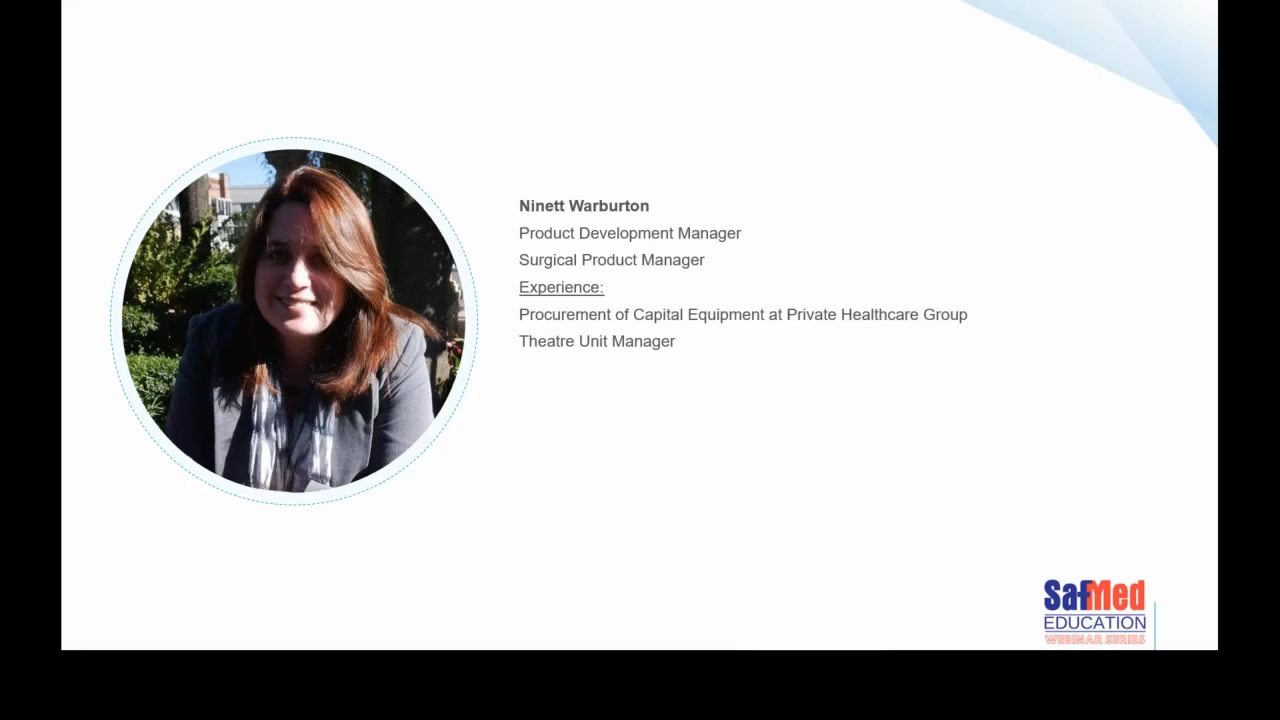 Ninett Warburton
Product Development Manager
Surgical Product Manager
Experience:
Procurement of Capital Equipment at Private Healthcare Group
Theatre Unit Manager
SafMed
EDUCATION
WEBINAR SERIES